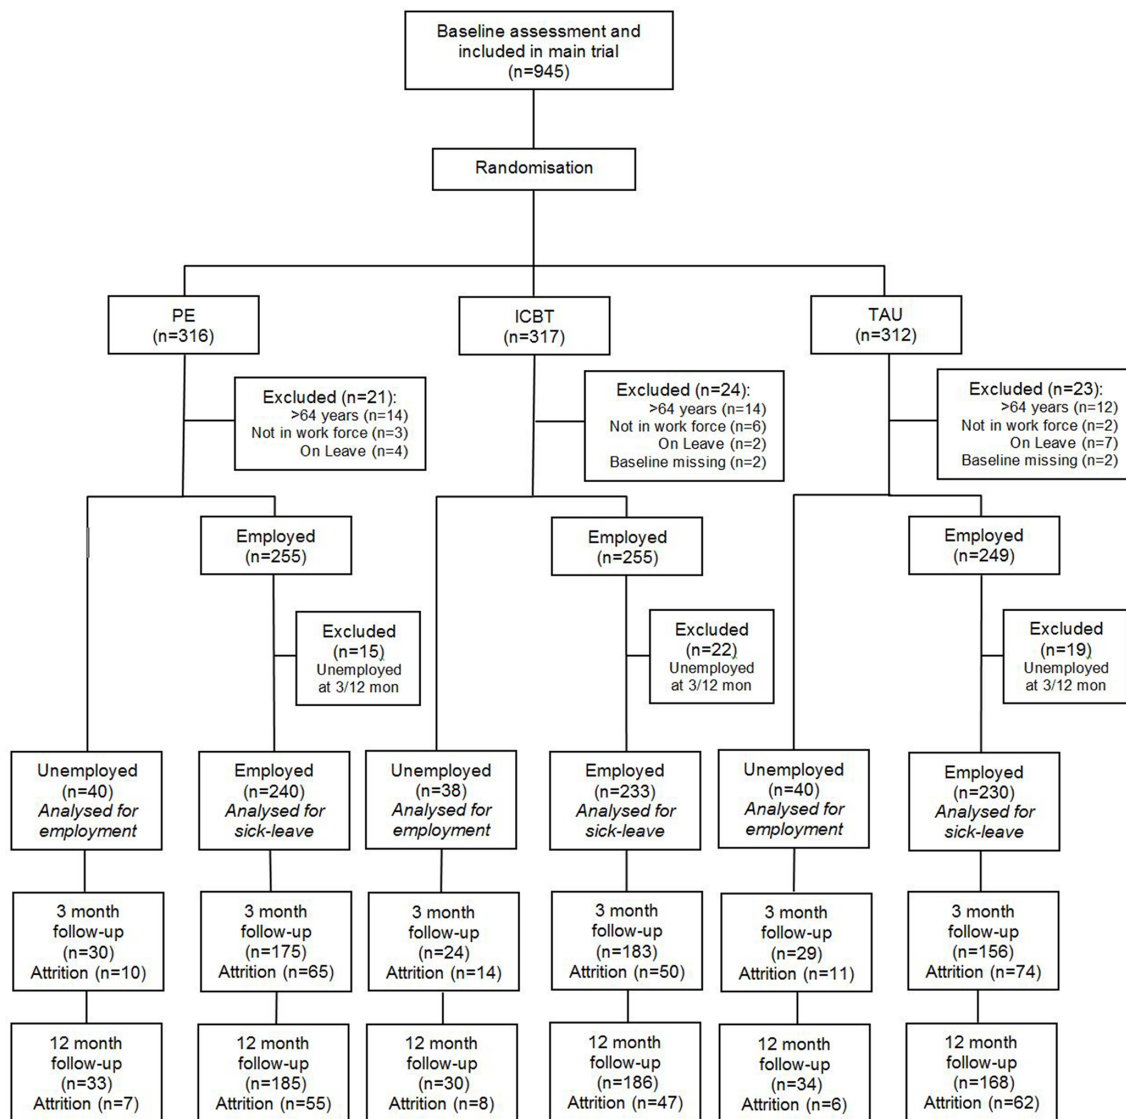 Baseline assessment and
included in main trial
(n=945)
Randomisation
PE
(n=316)
ICBT
(n=317)
TAU
(n=312)
Excluded (n=21):
>64 years (n=14)
Not in work force (n=3)
On Leave (n=4)
Excluded (n=24):
>64 years (n=14)
Not in work force (n=6)
On Leave (n=2)
Baseline missing (n=2)
Excluded (n=23):
>64 years (n=12)
Not in work force (n=2)
On Leave (n=7)
Baseline missing (n=2)
Employed
(n=255)
Employed
(n=255)
Employed
(n=249)
Excluded
(n=15)
Unemployed
at 3/12 mon
Excluded
(n=22)
Unemployed
at 3/12 mon
Excluded
(n=19)
Unemployed
at 3/12 mon
Unemployed
(n=40)
Analysed for
employment
Employed
(n=240)
Analysed for
sick-leave
Unemployed
(n=38)
Analysed for
employment
Employed
(n=233)
Analysed for
sick-leave
Unemployed
(n=40)
Analysed for
employment
Employed
(n=230)
Analysed for
sick-leave
3 month
follow-up
(n=30)
Attrition (n=10)
3 month
follow-up
(n=175)
Attrition (n=65)
3 month
follow-up
(n=24)
Attrition (n=14)
3 month
follow-up
(n=183)
Attrition (n=50)
3 month
follow-up
(n=29)
Attrition (n=11)
3 month
follow-up
(n=156)
Attrition (n=74)
12 month
follow-up
(n=33)
Attrition (n=7)
12 month
follow-up
(n=185)
Attrition (n=55)
12 month
follow-up
(n=30)
Attrition (n=8)
12 month
follow-up
(n=186)
Attrition (n=47)
12 month
follow-up
(n=34)
Attrition (n=6)
12 month
follow-up
(n=168)
Attrition (n=62)